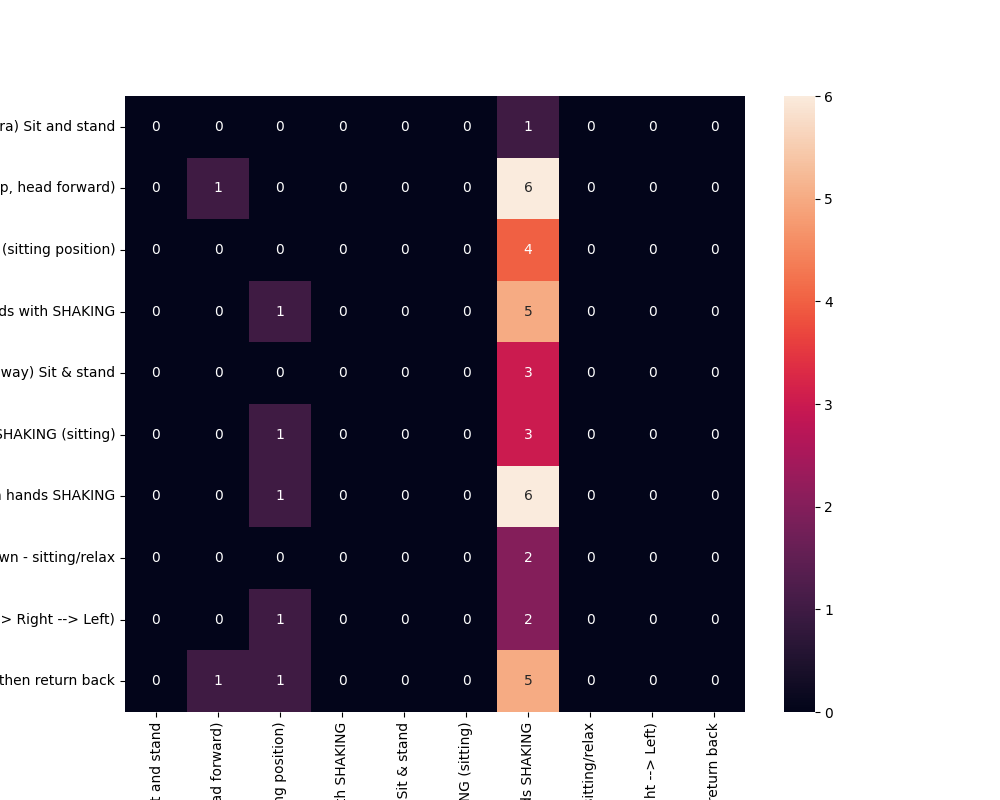 ra) Sit and stand 0 0 0 0 0 0 1 0 0 0
p, head forward) 0 1 0 0 0 0 6 0 0 0
(sitting position) 0 0 0 0 0 0 4 0 0 0
ds with SHAKING 0 0 1 0 0 0 5 0 0 0
way) Sit & stand 0 0 0 0 0 0 3 0 0 0
SHAKING (sitting) 0 0 1 0 0 0 3 0 0 0
hands SHAKING 0 0 1 0 0 0 6 0 0 0
wn - sitting/relax 0 0 0 0 0 0 2 0 0 0
> Right --> Left) 0 0 1 0 0 0 2 0 0 0
then return back 0 1 1 0 0 0 5 0 0 0
t and stand
ad forward)
ng position)
th SHAKING
Sit & stand
NG (sitting)
ds SHAKING
sitting/relax
ht --> Left)
return back
6
5
4
3
2
1
0